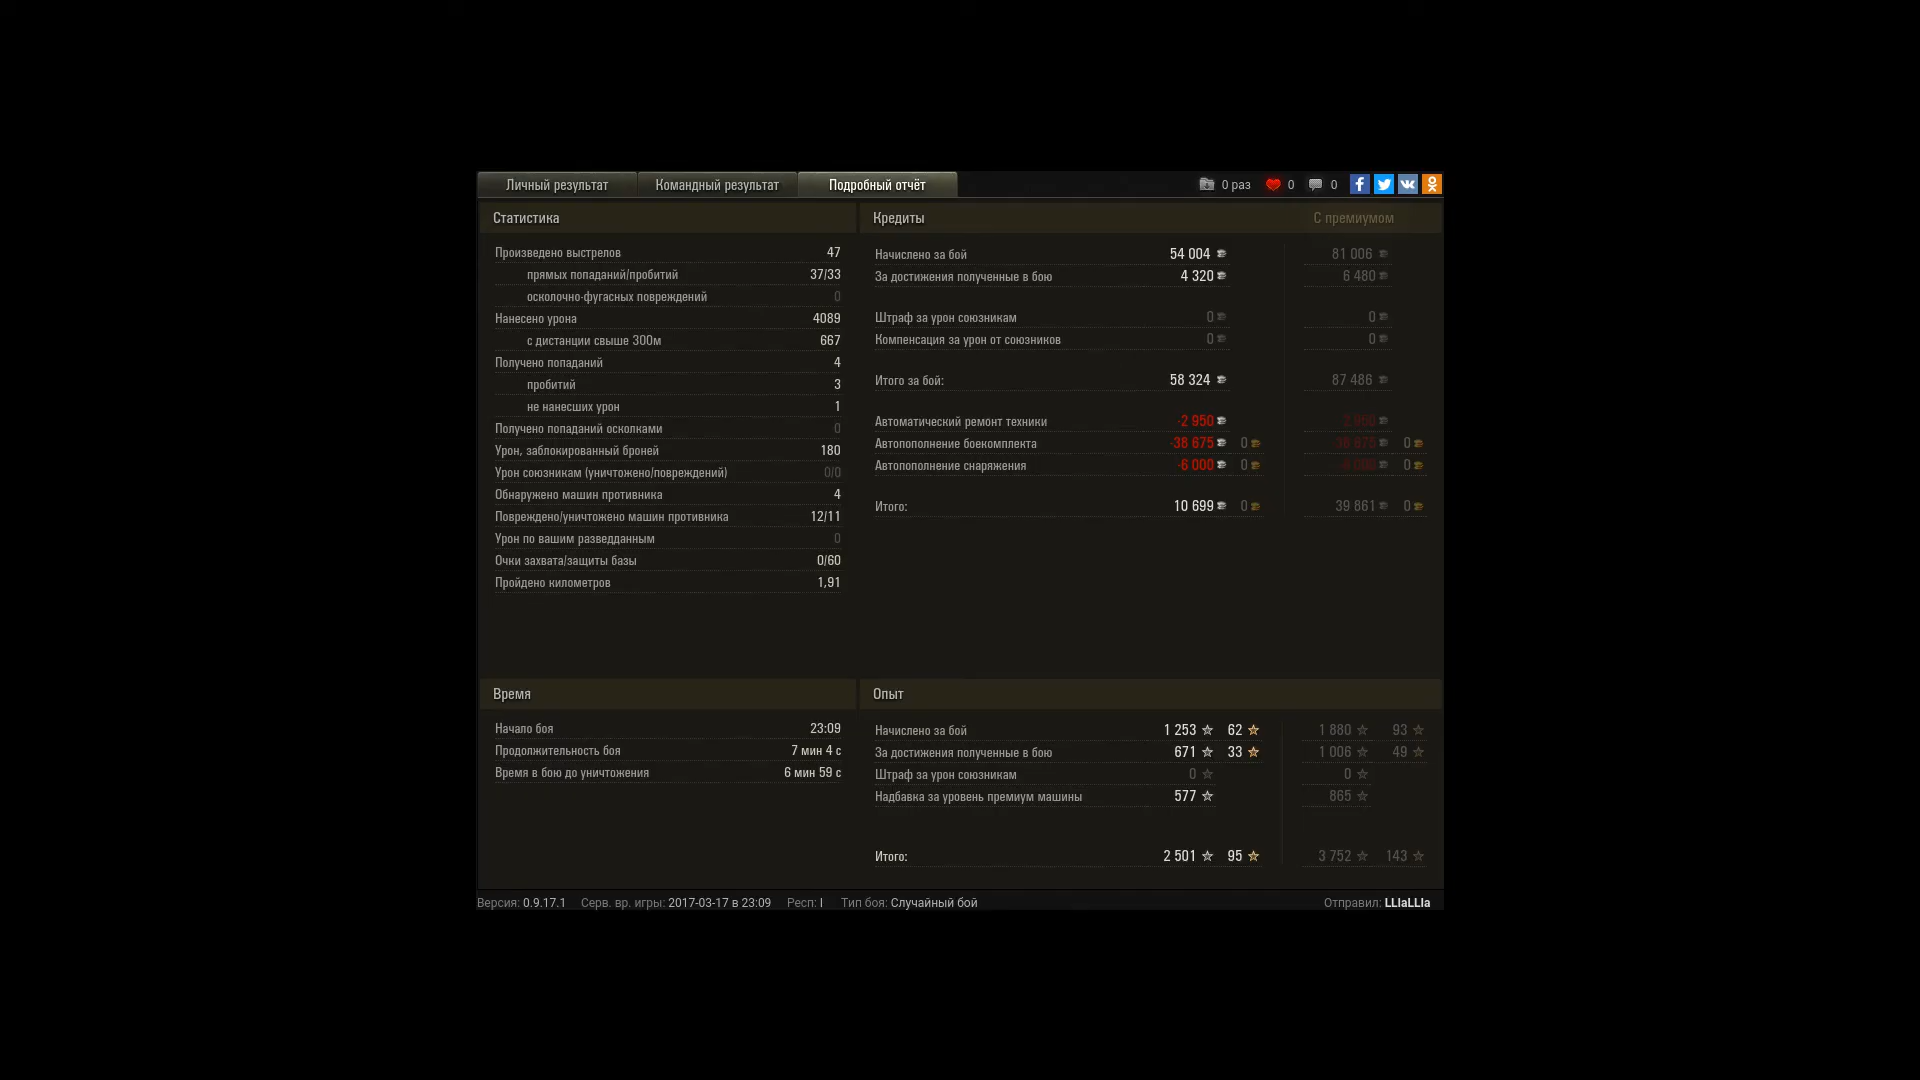 Личный результат Командный результат Подробный отчёт 0 раз 0 0
Статистика
Произведено выстрелов 47
прямых попаданий/пробитий 37/33
осколочно-фугасных повреждений 0
Нанесено урона 4089
с дистанции свыше 300м 667
Получено попаданий 4
пробитий 3
не нанесших урон 1
Получено попаданий осколками 0
Урон, заблокированный броней 180
Урон союзникам (уничтожено/повреждений) 0/0
Обнаружено машин противника 4
Повреждено/уничтожено машин противника 12/11
Урон по вашим разведданным 0
Очки захвата/защиты базы 0/60
Пройдено километров 1,91
Кредиты С премиумом
Начислено за бой 54 004 81 006
За достижения полученные в бою 4 320 6 480
Штраф за урон союзникам 0 0
Компенсация за урон от союзников 0 0
Итого за бой: 58 324 87 486
Автоматический ремонт техники -2 950 -2 950
Автопополнение боекомплекта -38 675 0 -38 675 0
Автопополнение снаряжения -6 000 0 -6 000 0
Итого: 10 699 0 39 861 0
Время
Начало боя 23:09
Продолжительность боя 7 мин 4 с
Время в бою до уничтожения 6 мин 59 с
Опыт
Начислено за бой 1 253 62 1 880 93
За достижения полученные в бою 671 33 1 006 49
Штраф за урон союзникам 0 0
Надбавка за уровень премиум машины 577 865
Итого: 2 501 95 3 752 143
Версия: 0.9.17.1 Серв. вр. игры: 2017-03-17 в 23:09 Респ: I Тип боя: Случайный бой Отправил: LLIaLLIa